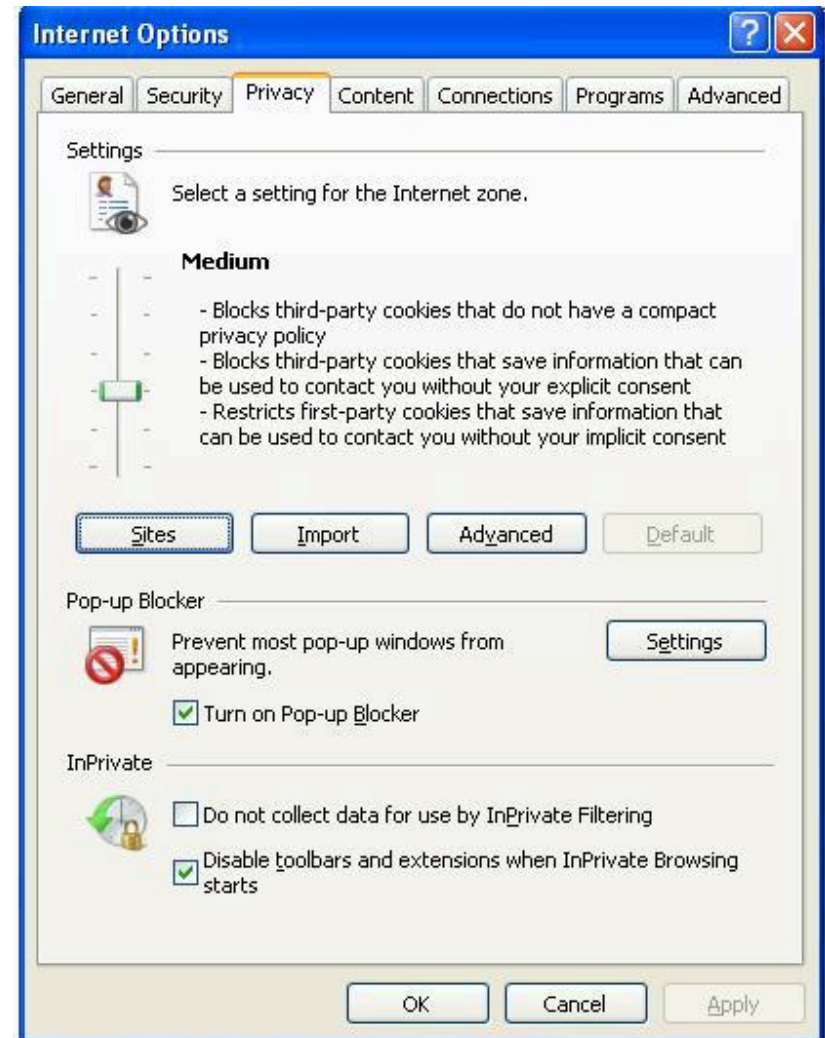 Internet Options
General Security Privacy Content Connections Programs Advanced
Settings
Select a setting for the Internet zone.
Medium
- Blocks third-party cookies that do not have a compact
privacy policy
- Blocks third-party cookies that save information that can
be used to contact you without your explicit consent
- Restricts first-party cookies that save information that
can be used to contact you without your implicit consent
Sites Import Advanced Default
Pop-up Blocker
Prevent most pop-up windows from
appearing.
Settings
Turn on Pop-up Blocker
InPrivate
Do not collect data for use by InPrivate Filtering
Disable toolbars and extensions when InPrivate Browsing
starts
OK Cancel Apply